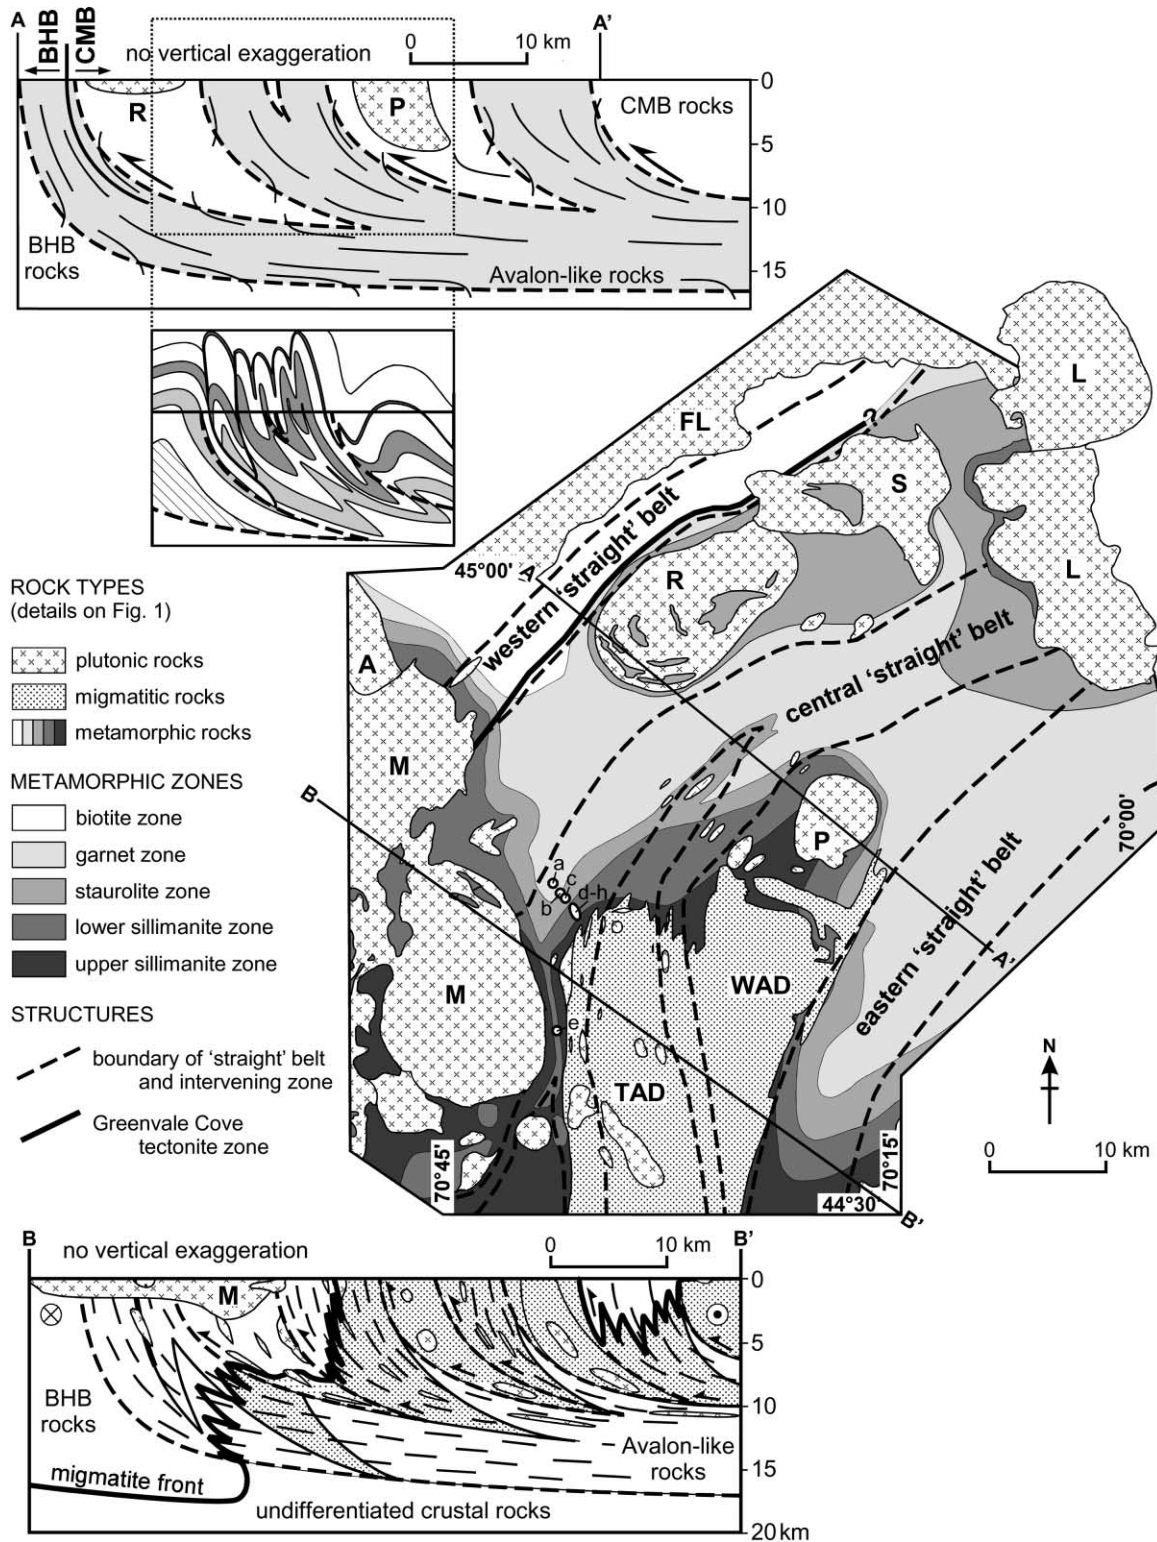 A
BHB
CMB
no vertical exaggeration
0
10 km
A'
R
P
CMB rocks
0
5
10
15
BHB
rocks
Avalon-like rocks
ROCK TYPES
(details on Fig. 1)
plutonic rocks
migmatitic rocks
metamorphic rocks
METAMORPHIC ZONES
biotite zone
garnet zone
staurolite zone
lower sillimanite zone
upper sillimanite zone
STRUCTURES
boundary of 'straight' belt
and intervening zone
Greenvale Cove
tectonite zone
L
FL
?
S
L
45°00'
A
western 'straight' belt
R
A
central 'straight' belt
M
B
P
70°00'
a
c
b
d-h
eastern 'straight' belt
M
WAD
A'
e
TAD
N
0
10 km
70°45'
70°15'
44°30'
B'
B
no vertical exaggeration
0
10 km
B'
M
0
5
10
15
20 km
BHB
rocks
Avalon-like
rocks
migmatite front
undifferentiated crustal rocks